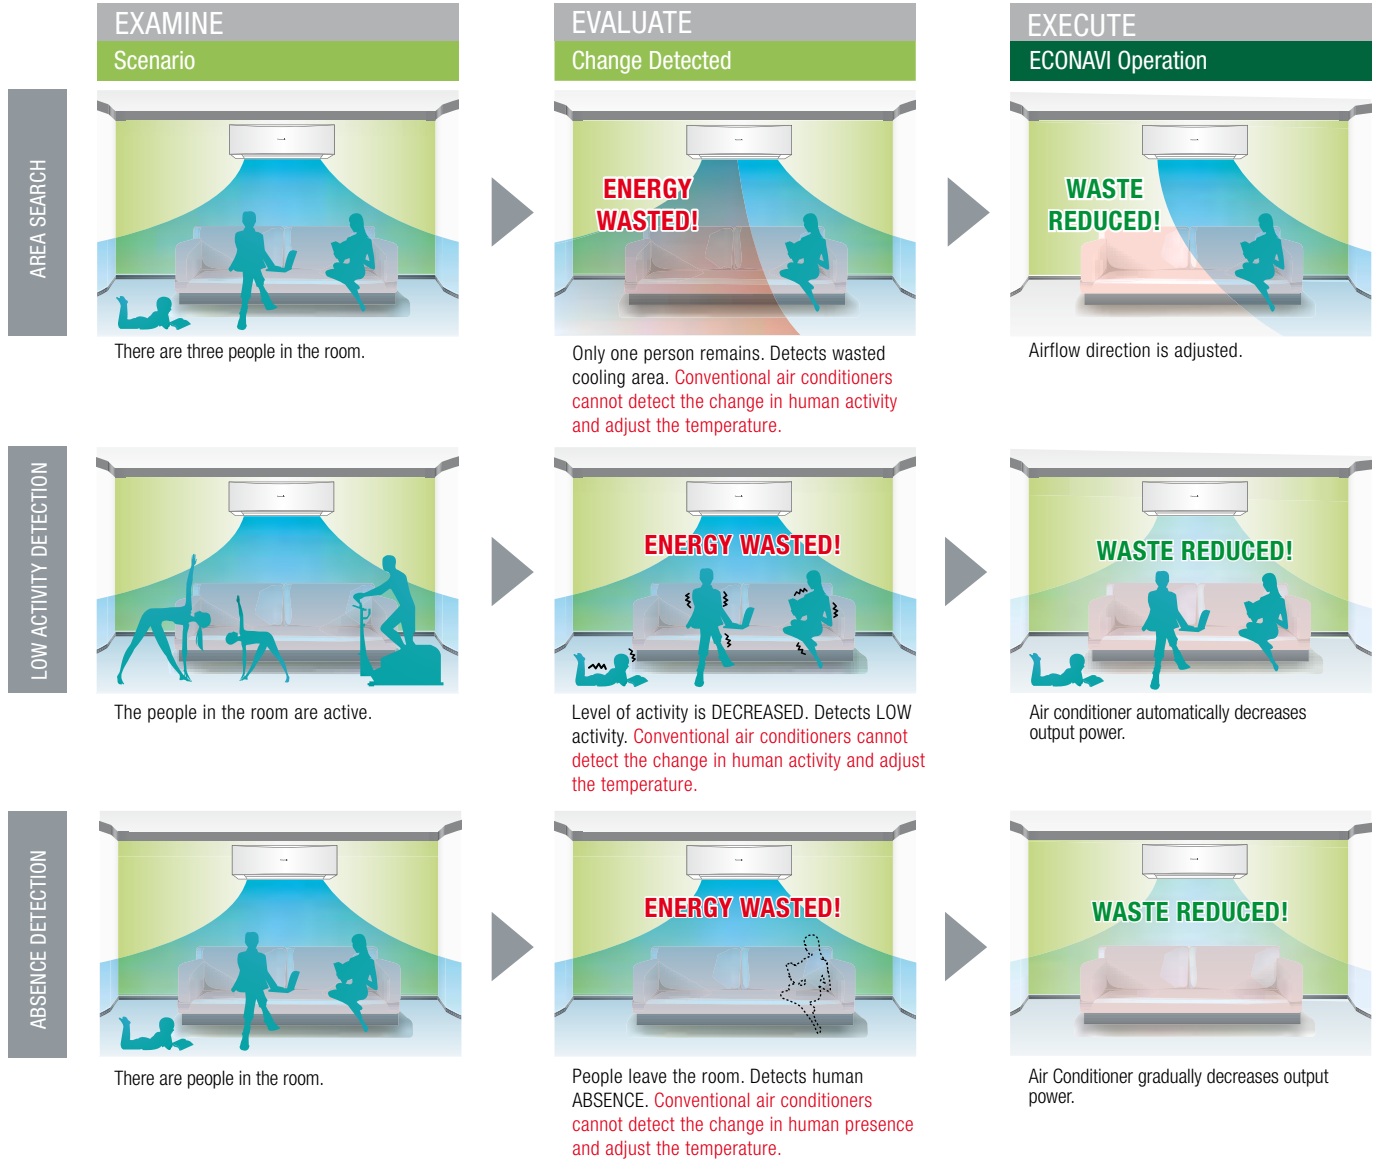 EXAMINE
Scenario
EVALUATE
Change Detected
EXECUTE
ECONAVI Operation
AREA SEARCH
There are three people in the room.
ENERGY
WASTED!
Only one person remains. Detects wasted
cooling area. Conventional air conditioners
cannot detect the change in human activity
and adjust the temperature.
WASTE
REDUCED!
Airflow direction is adjusted.
LOW ACTIVITY DETECTION
The people in the room are active.
ENERGY WASTED!
Level of activity is DECREASED. Detects LOW
activity. Conventional air conditioners cannot
detect the change in human activity and adjust
the temperature.
WASTE REDUCED!
Air conditioner automatically decreases
output power.
ABSENCE DETECTION
There are people in the room.
ENERGY WASTED!
People leave the room. Detects human
ABSENCE. Conventional air conditioners
cannot detect the change in human presence
and adjust the temperature.
WASTE REDUCED!
Air Conditioner gradually decreases output
power.